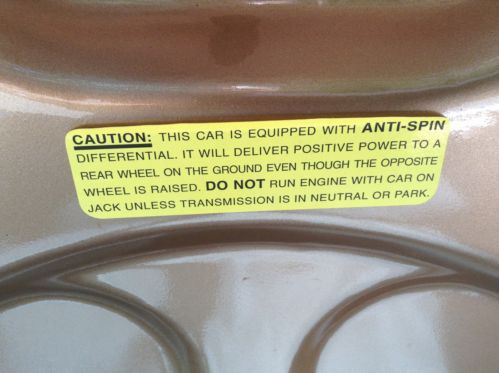 CAUTION: THIS CAR IS EQUIPPED WITH ANTI-SPIN
DIFFERENTIAL. IT WILL DELIVER POSITIVE POWER TO A
REAR WHEEL ON THE GROUND EVEN THOUGH THE OPPOSITE
WHEEL IS RAISED. DO NOT RUN ENGINE WITH CAR ON
JACK UNLESS TRANSMISSION IS IN NEUTRAL OR PARK.